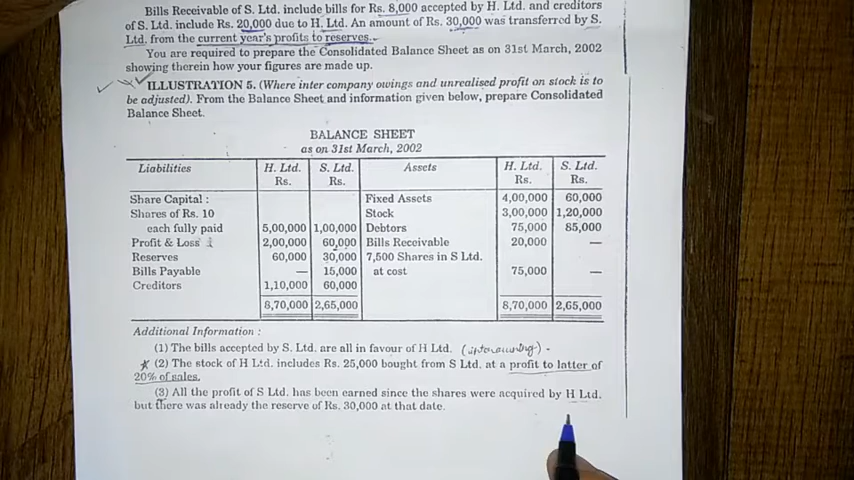 Bills Receivable of S. Ltd. include bills for Rs. 8,000 accepted by H. Ltd. and creditors
of S. Ltd. include Rs. 20,000 due to H. Ltd. An amount of Rs. 30,000 was transferred by S.
Ltd. from the current year's profits to reserves.
You are required to prepare the Consolidated Balance Sheet as on 31st March, 2002
showing therein how your figures are made up.
ILLUSTRATION 5. (Where inter company owings and unrealised profit on stock is to
be adjusted). From the Balance Sheet and information given below, prepare Consolidated
Balance Sheet.
BALANCE SHEET
as on 31st March, 2002
Liabilities H. Ltd. S. Ltd. Assets H. Ltd. S. Ltd.
Rs. Rs. Rs. Rs.
Share Capital : Fixed Assets 4,00,000 60,000
Shares of Rs. 10 Stock 3,00,000 1,20,000
each fully paid 5,00,000 1,00,000 Debtors 75,000 85,000
Profit & Loss 2,00,000 60,000 Bills Receivable 20,000 —
Reserves 60,000 30,000 7,500 Shares in S Ltd.
Bills Payable — 15,000 at cost 75,000 —
Creditors 1,10,000 60,000
8,70,000 2,65,000 8,70,000 2,65,000
Additional Information :
(1) The bills accepted by S. Ltd. are all in favour of H Ltd. (interowning) -
(2) The stock of H Ltd. includes Rs. 25,000 bought from S Ltd. at a profit to latter of
20% of sales.
(3) All the profit of S Ltd. has been earned since the shares were acquired by H Ltd.
but there was already the reserve of Rs. 30,000 at that date.